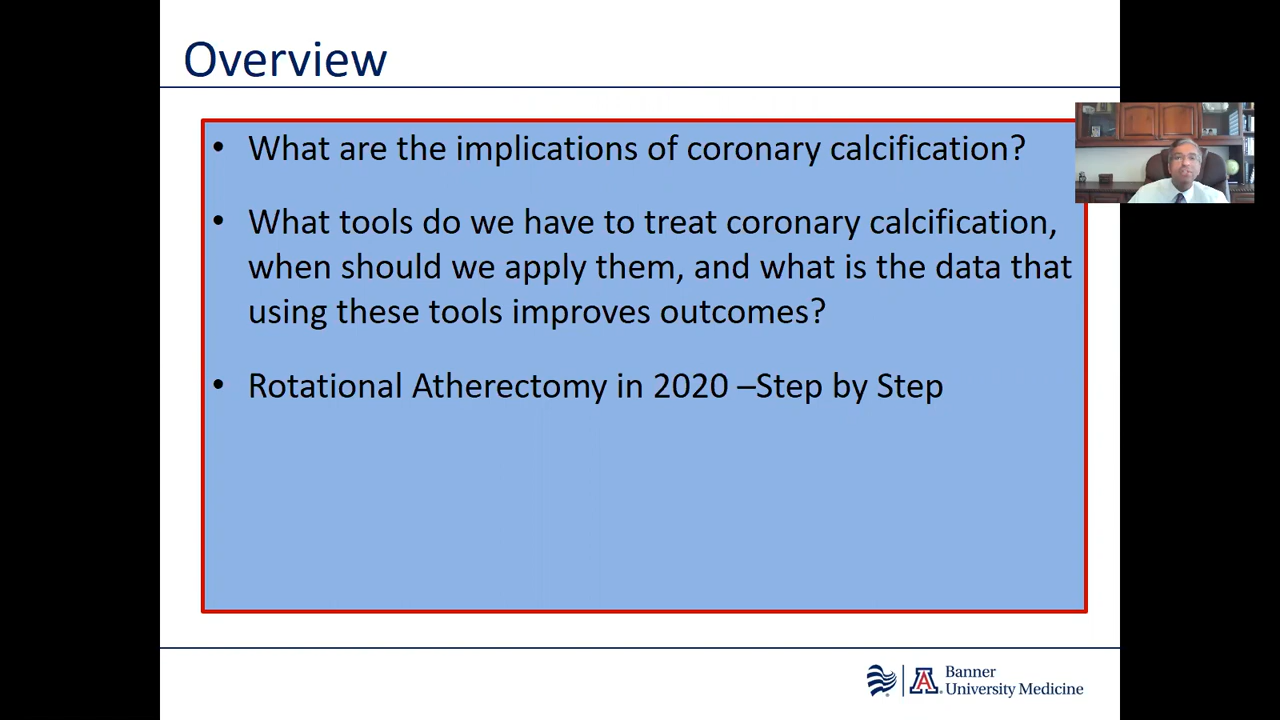 Overview
• What are the implications of coronary calcification?
• What tools do we have to treat coronary calcification,
when should we apply them, and what is the data that
using these tools improves outcomes?
• Rotational Atherectomy in 2020 –Step by Step
A
Banner
University Medicine